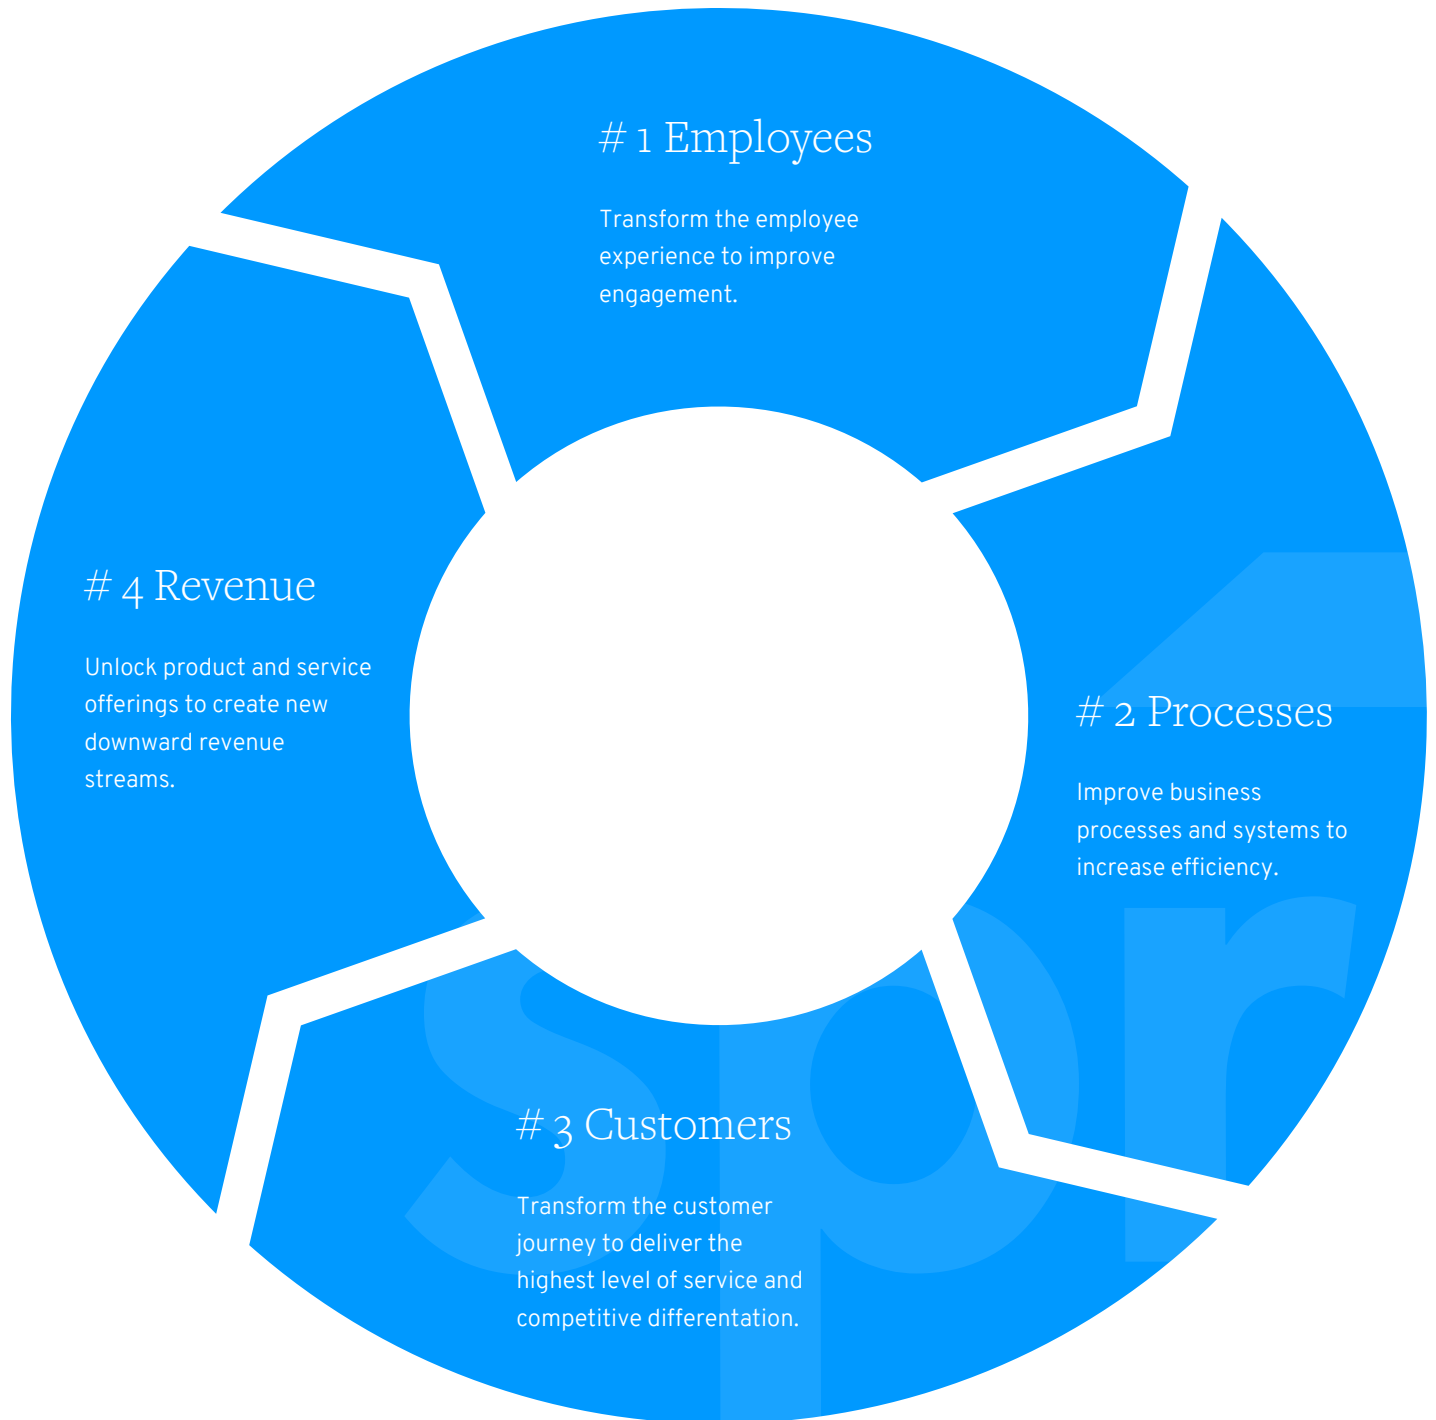 # 1 Employees
Transform the employee
experience to improve
engagement.
# 2 Processes
Improve business
processes and systems to
increase efficiency.
# 3 Customers
Transform the customer
journey to deliver the
highest level of service and
competitive differentation.
# 4 Revenue
Unlock product and service
offerings to create new
downward revenue
streams.
spr